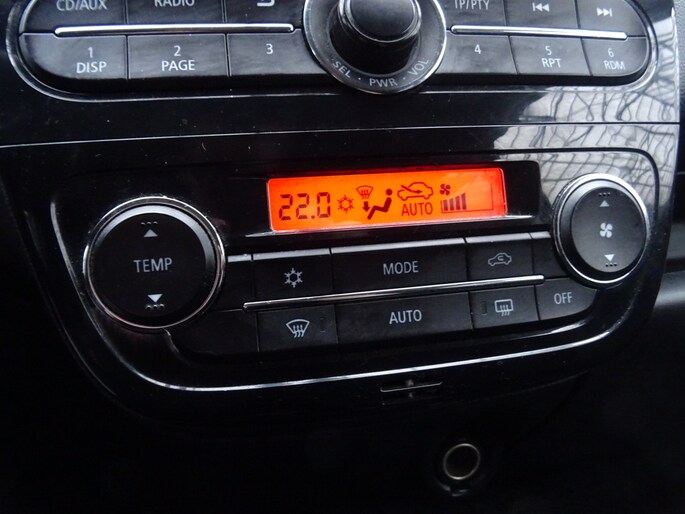 CD/AUX RADIO TP/PTY
1 2 3 4 5 6
DISP PAGE RPT RDM
SEL · PWR · VOL
22.0 AUTO
TEMP MODE
AUTO OFF